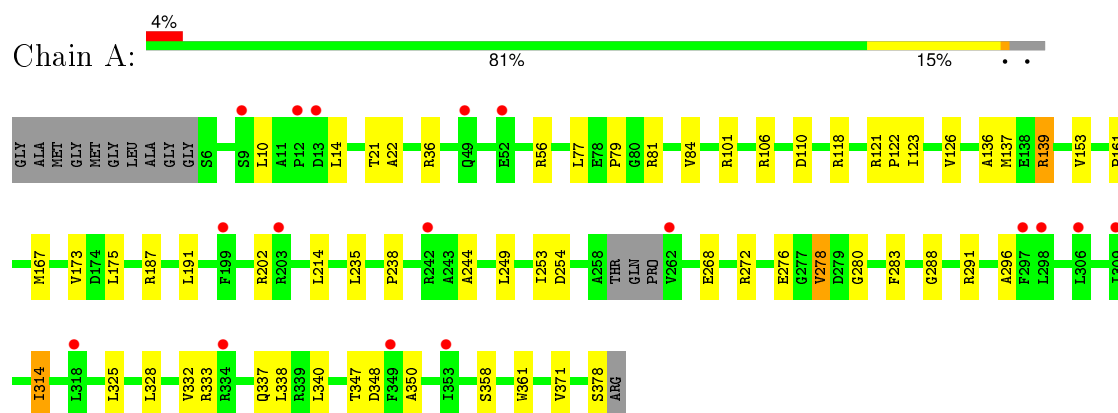 4%
Chain A:
81% 15% • •
GLY ALA MET GLY MET GLY LEU ALA GLY GLY S6 S9 L10 A11 P12 D13 L14 T21 A22 R36 Q49 E52 R56 L77 E78 P79 G80 R81 V84 R101 R106 D110 R118 R121 P122 I123 V126 A136 M137 E138 R139 V153
M167 V173 D174 L175 R187 L191 F199 R202 R203 L214 L235 P238 R242 A243 A244 L249 I253 D254 A258 THR GLN PRO V262 E268 R272 E276 G277 V278 D279 G280 F283 G288 R291 A296 F297 L298 L306
I314 L318 L325 L328 V332 R333 R334 Q337 L338 R339 L340 T347 D348 F349 A350 I353 S358 W361 V371 S378 ARG